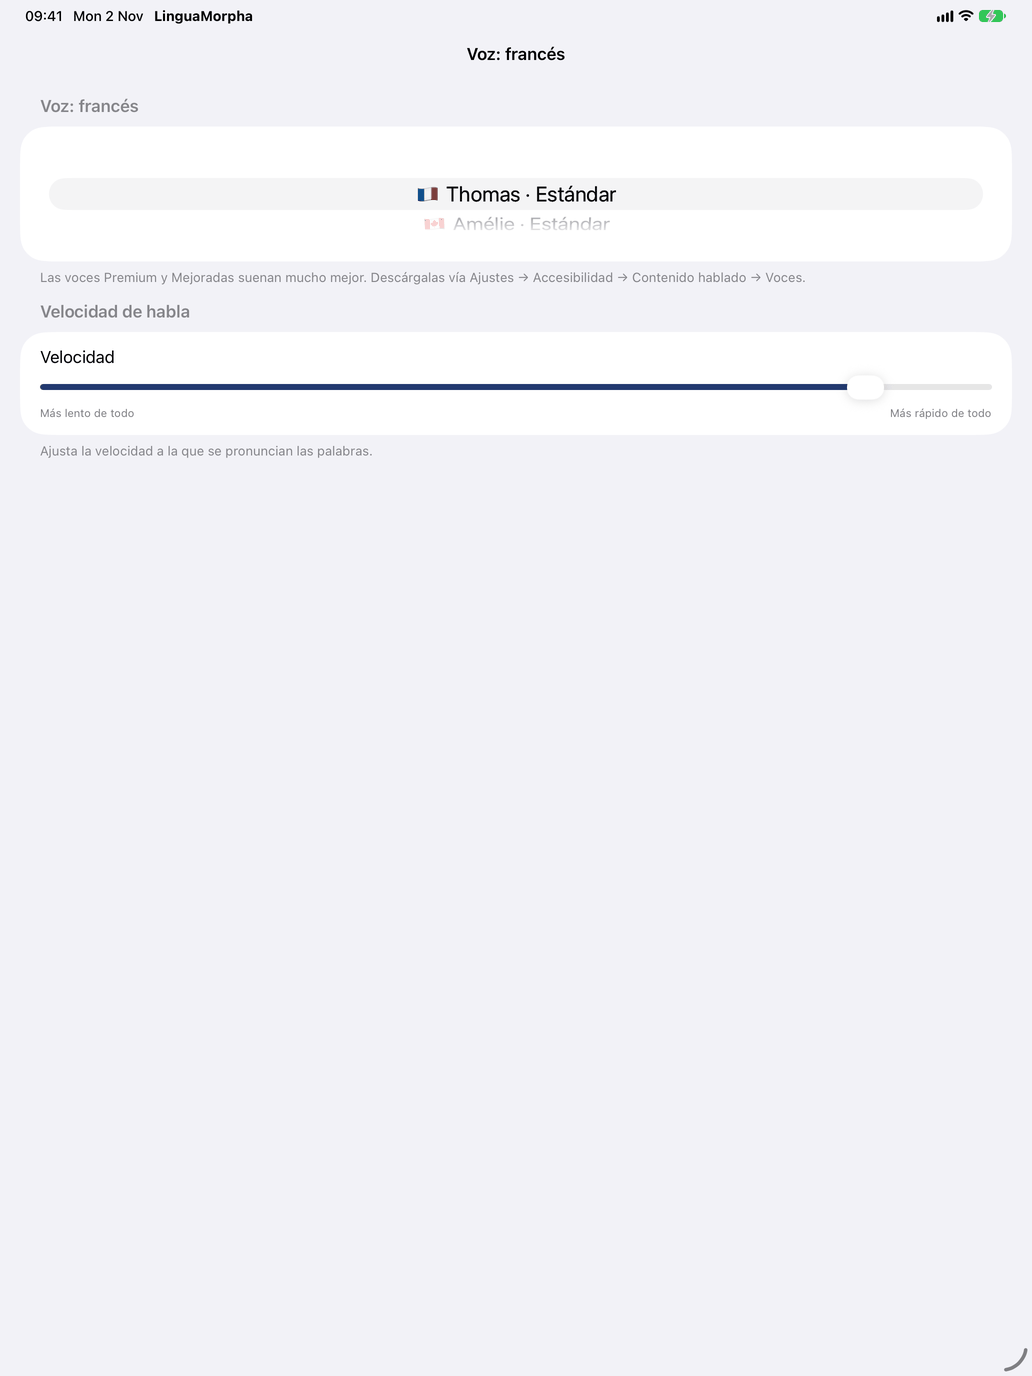 09:41 Mon 2 Nov LinguaMorpha
Voz: francés
Voz: francés
Thomas · Estándar
Amélie · Estándar
Las voces Premium y Mejoradas suenan mucho mejor. Descárgalas vía Ajustes → Accesibilidad → Contenido hablado → Voces.
Velocidad de habla
Velocidad
Más lento de todo
Más rápido de todo
Ajusta la velocidad a la que se pronuncian las palabras.